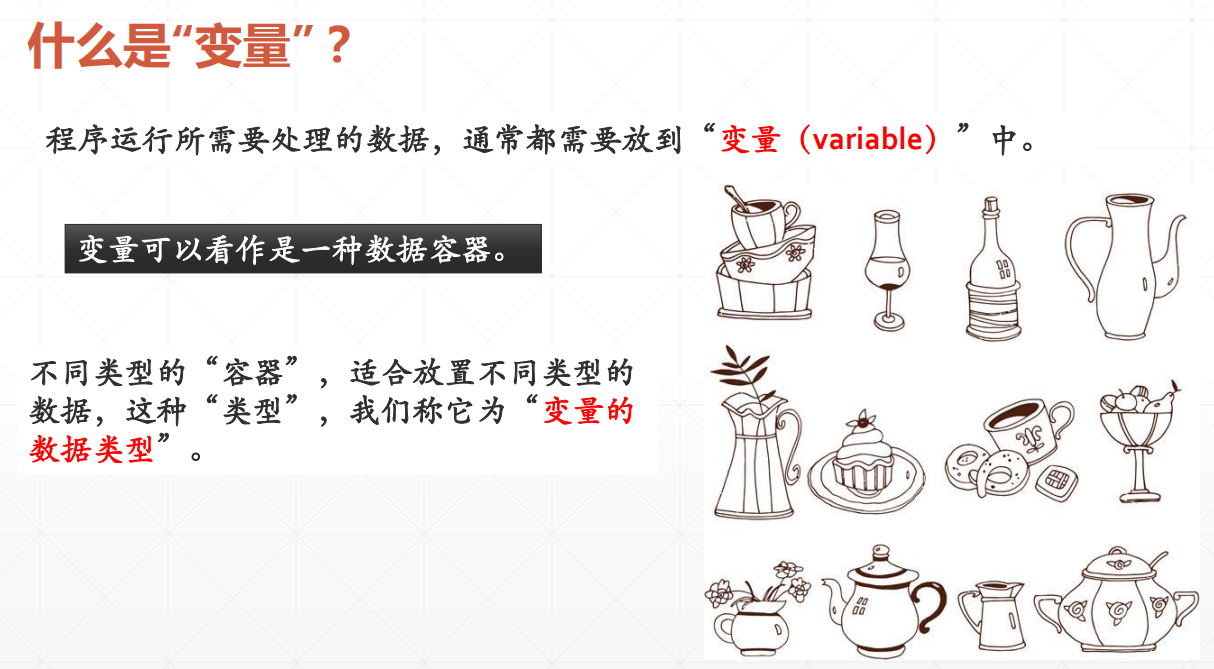 什么是“变量”？
程序运行所需要处理的数据，通常都需要放到“变量（variable）”中。
变量可以看作是一种数据容器。
不同类型的“容器”，适合放置不同类型的
数据，这种“类型”，我们称它为“变量的
数据类型”。